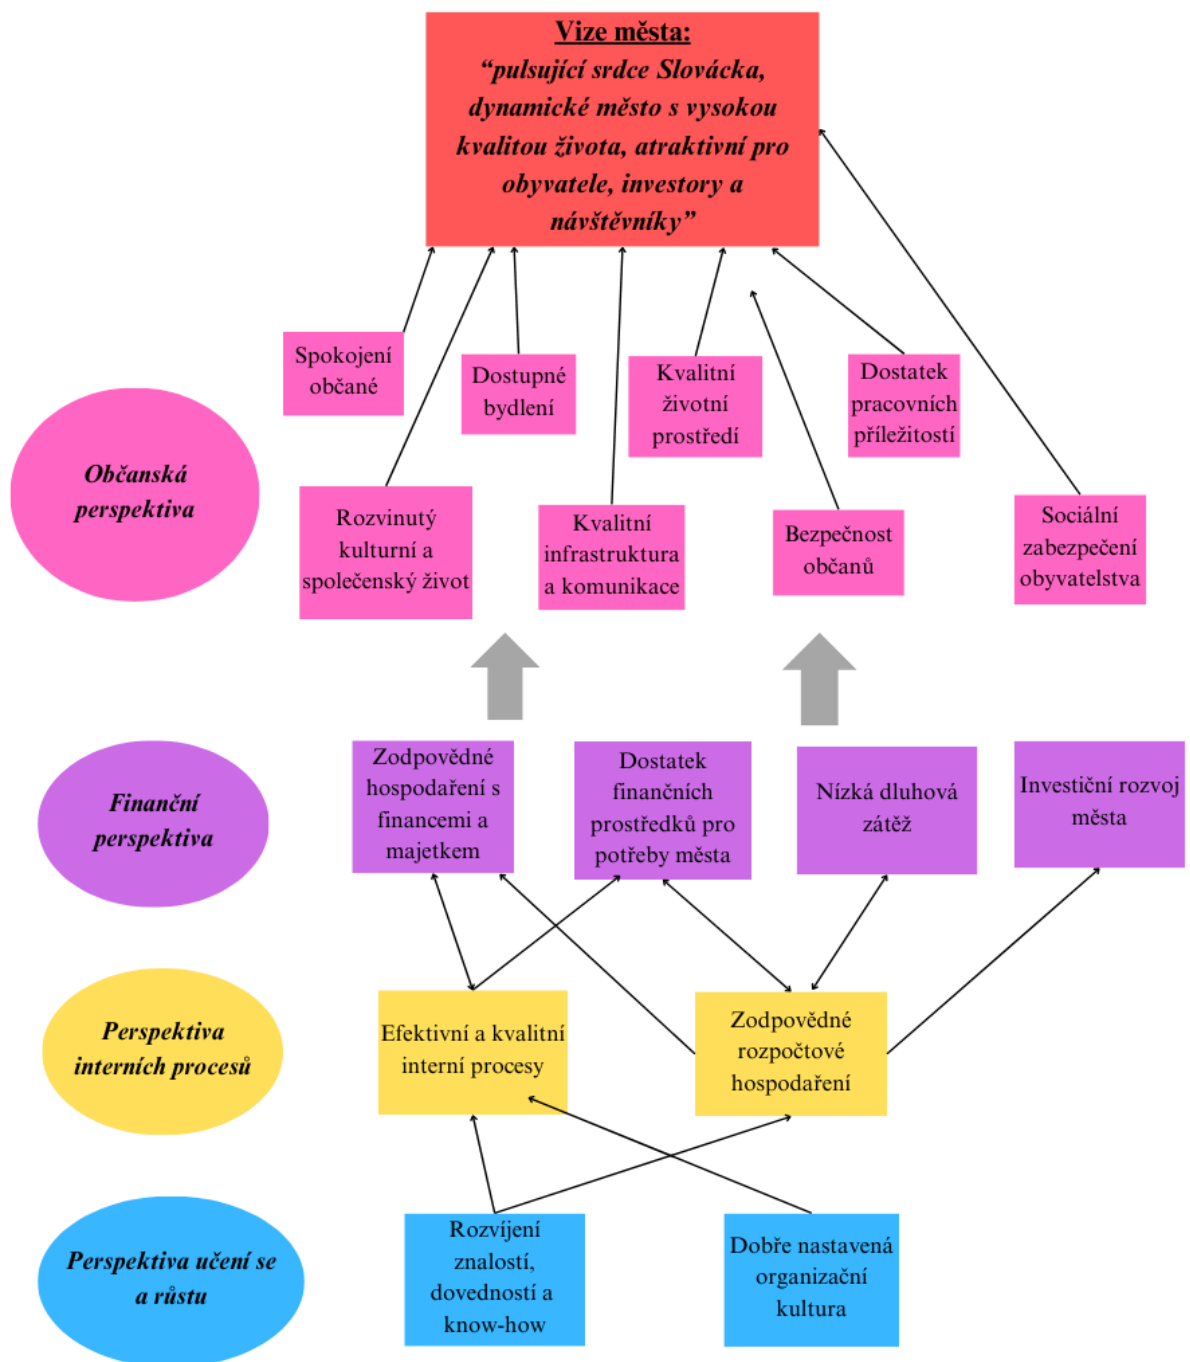 Vize města:
“pulsující srdce Slovácka,
dynamické město s vysokou
kvalitou života, atraktivní pro
obyvatele, investory a
návštěvníky”
Spokojení
občané
Dostupné
bydlení
Kvalitní
životní
prostředí
Dostatek
pracovních
příležitostí
Občanská
perspektiva
Rozvinutý
kulturní a
společenský život
Kvalitní
infrastruktura
a komunikace
Bezpečnost
občanů
Sociální
zabezpečení
obyvatelstva
Finanční
perspektiva
Zodpovědné
hospodaření s
financemi a
majetkem
Dostatek
finančních
prostředků pro
potřeby města
Nízká dluhová
zátěž
Investiční rozvoj
města
Perspektiva
interních procesů
Efektivní a kvalitní
interní procesy
Zodpovědné
rozpočtové
hospodaření
Perspektiva učení se
a růstu
Rozvíjení
znalostí,
dovedností a
know-how
Dobře nastavená
organizační
kultura